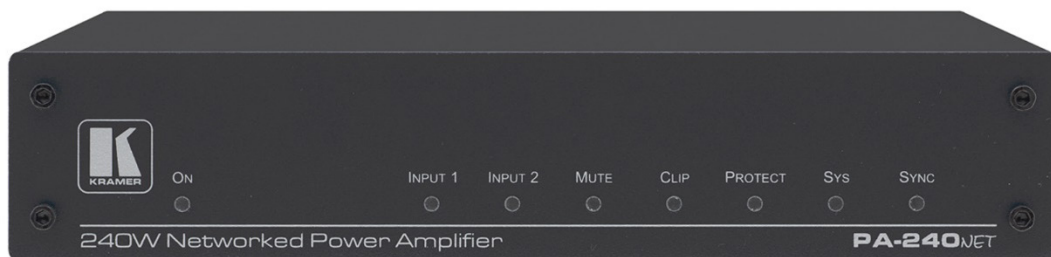 KRAMER
ON INPUT 1 INPUT 2 MUTE CLIP PROTECT SYS SYNC
240W Networked Power Amplifier PA-240NET